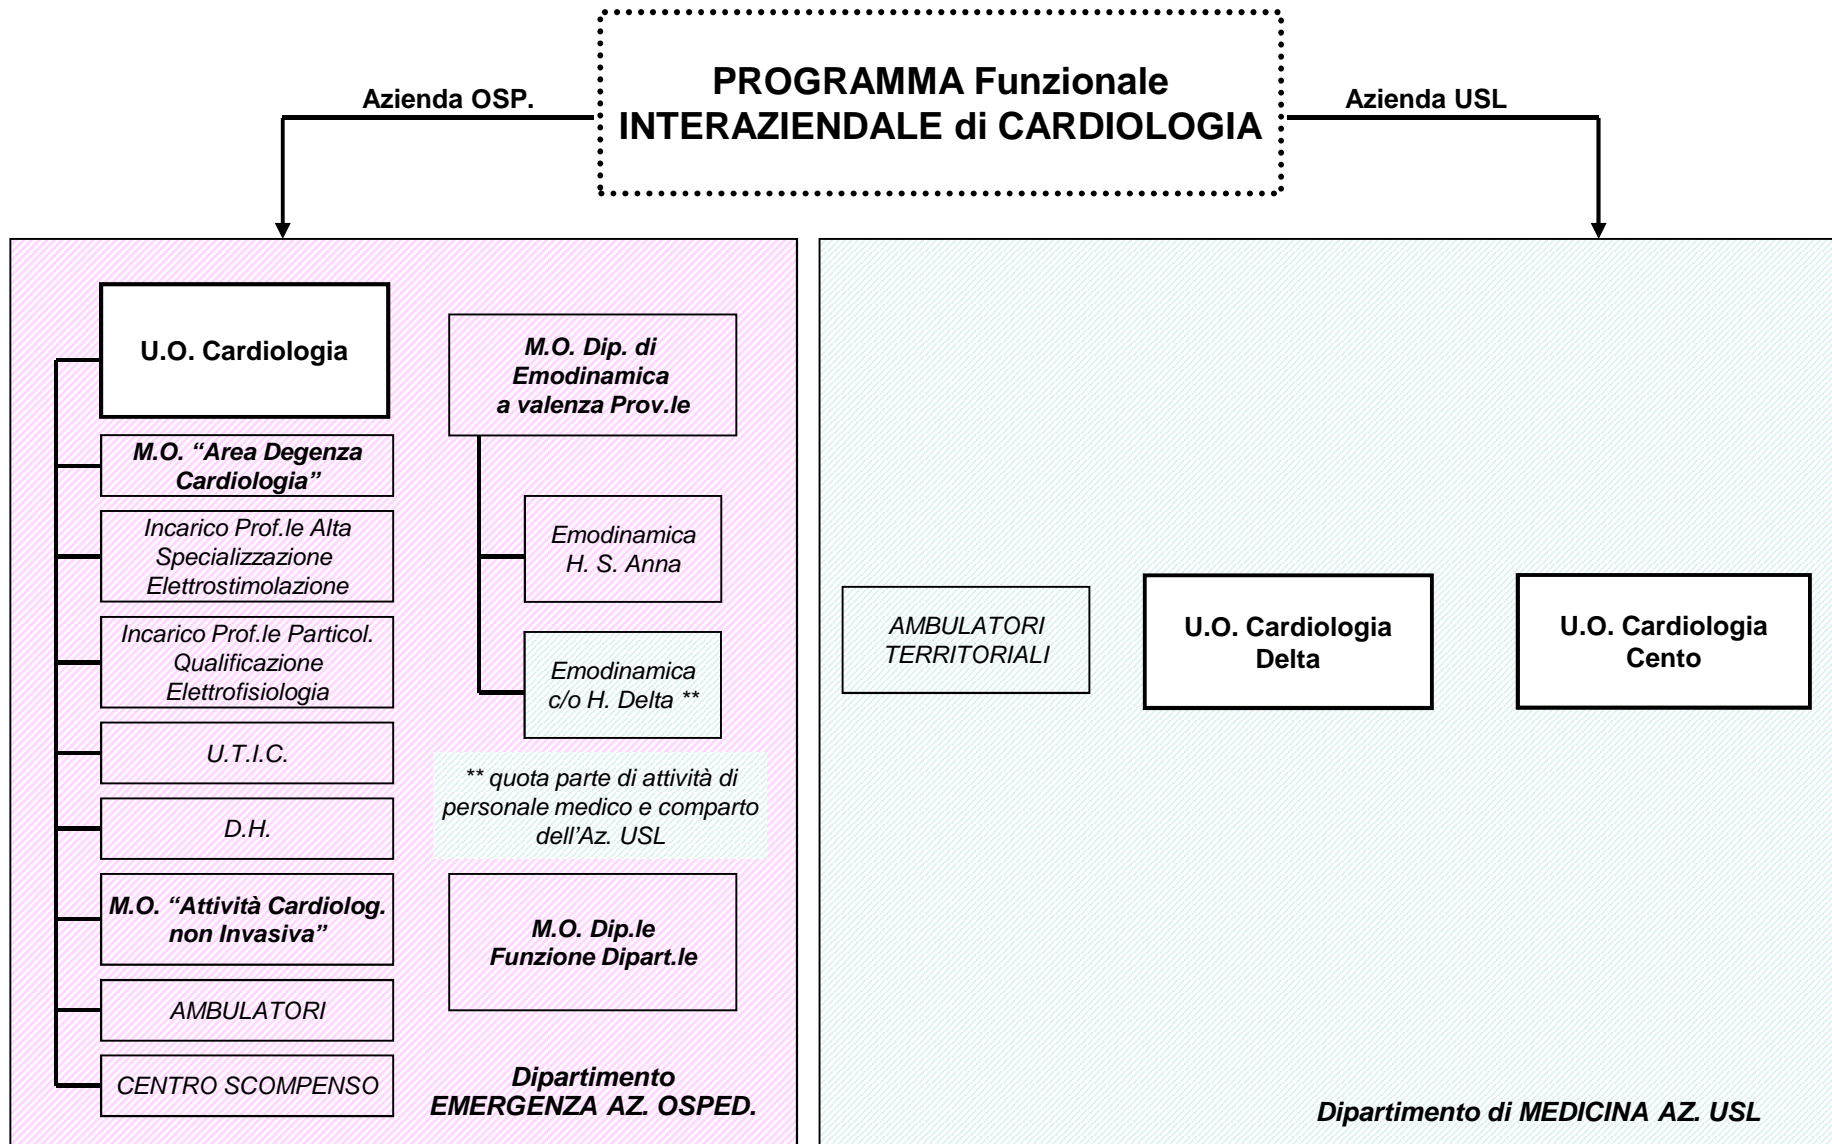 PROGRAMMA Funzionale
INTERAZIENDALE di CARDIOLOGIA
Azienda OSP.
Azienda USL
U.O. Cardiologia
M.O. “Area Degenza
Cardiologia”
Incarico Prof.le Alta
Specializzazione
Elettrostimolazione
Incarico Prof.le Particol.
Qualificazione
Elettrofisiologia
U.T.I.C.
D.H.
M.O. “Attività Cardiolog.
non Invasiva”
AMBULATORI
CENTRO SCOMPENSO
M.O. Dip. di
Emodinamica
a valenza Prov.le
Emodinamica
H. S. Anna
Emodinamica
c/o H. Delta **
** quota parte di attività di
personale medico e comparto
dell'Az. USL
M.O. Dip.le
Funzione Dipart.le
Dipartimento
EMERGENZA AZ. OSPED.
AMBULATORI
TERRITORIALI
U.O. Cardiologia
Delta
U.O. Cardiologia
Cento
Dipartimento di MEDICINA AZ. USL